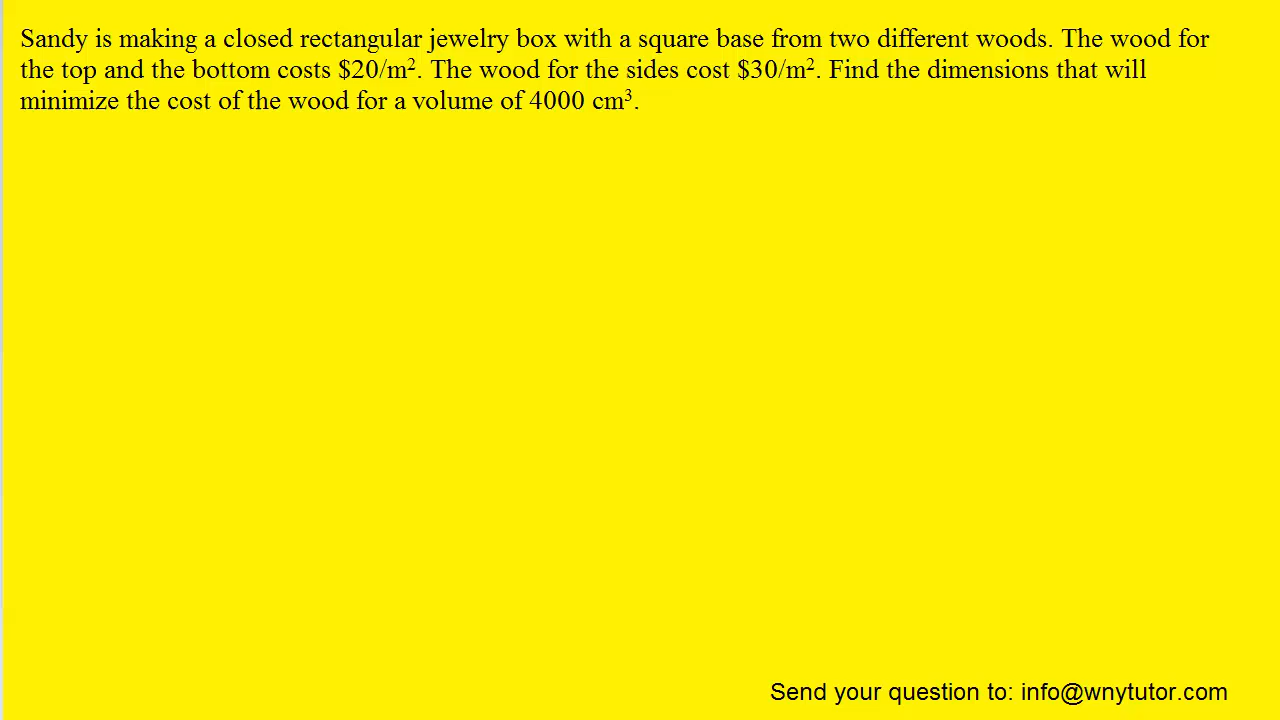 Sandy is making a closed rectangular jewelry box with a square base from two different woods. The wood for
the top and the bottom costs $20/m². The wood for the sides cost $30/m². Find the dimensions that will
minimize the cost of the wood for a volume of 4000 cm³.
Send your question to: info@wnytutor.com